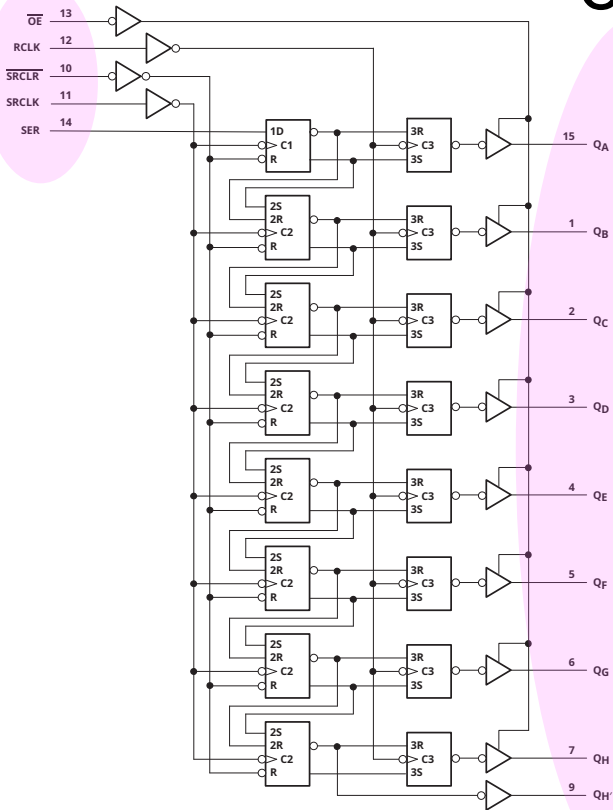 OE 13
RCLK 12
SRCLR 10
SRCLK 11
SER 14
1D 3R
C1 C3 15 QA
R 3S
2S
2R 3R
C2 C3 1 QB
R 3S
2S
2R 3R
C2 C3 2 QC
R 3S
2S
2R 3R
C2 C3 3 QD
R 3S
2S
2R 3R
C2 C3 4 QE
R 3S
2S
2R 3R
C2 C3 5 QF
R 3S
2S
2R 3R
C2 C3 6 QG
R 3S
2S
2R 3R
C2 C3 7 QH
R 3S
9 QH'